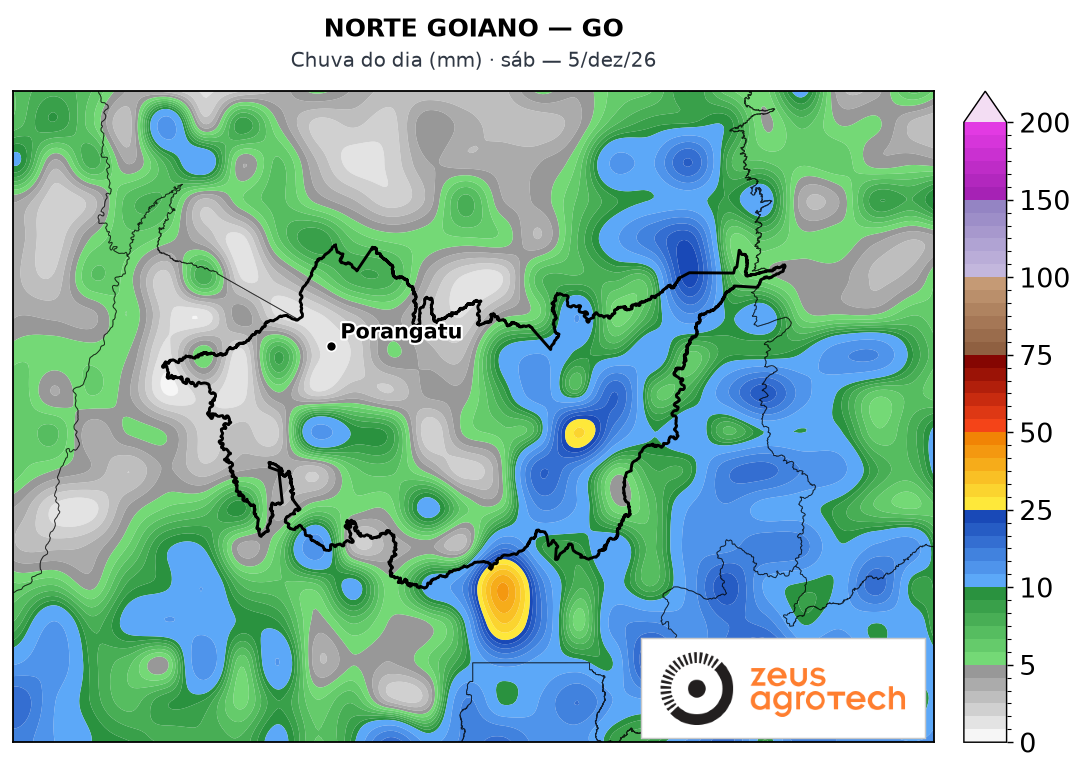 NORTE GOIANO — GO
Chuva do dia (mm) · sáb — 5/dez/26
Porangatu
200
150
100
75
50
25
10
5
0
zeus
agrotech